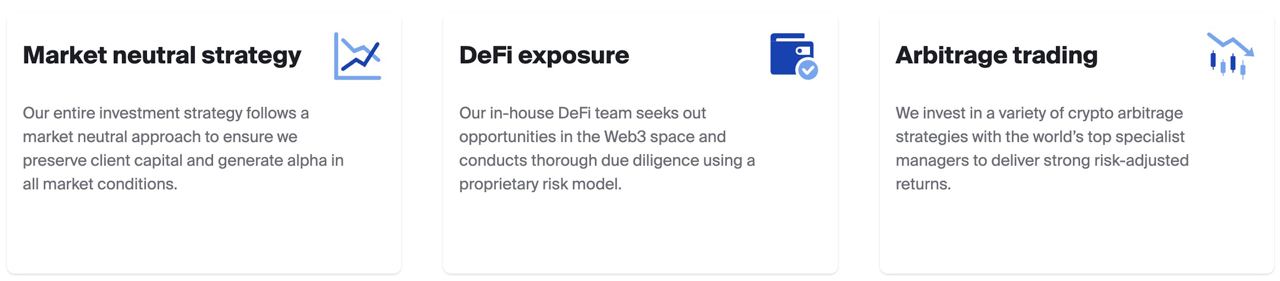 Market neutral strategy
Our entire investment strategy follows a
market neutral approach to ensure we
preserve client capital and generate alpha in
all market conditions.
DeFi exposure
Our in-house DeFi team seeks out
opportunities in the Web3 space and
conducts thorough due diligence using a
proprietary risk model.
Arbitrage trading
We invest in a variety of crypto arbitrage
strategies with the world’s top specialist
managers to deliver strong risk-adjusted
returns.